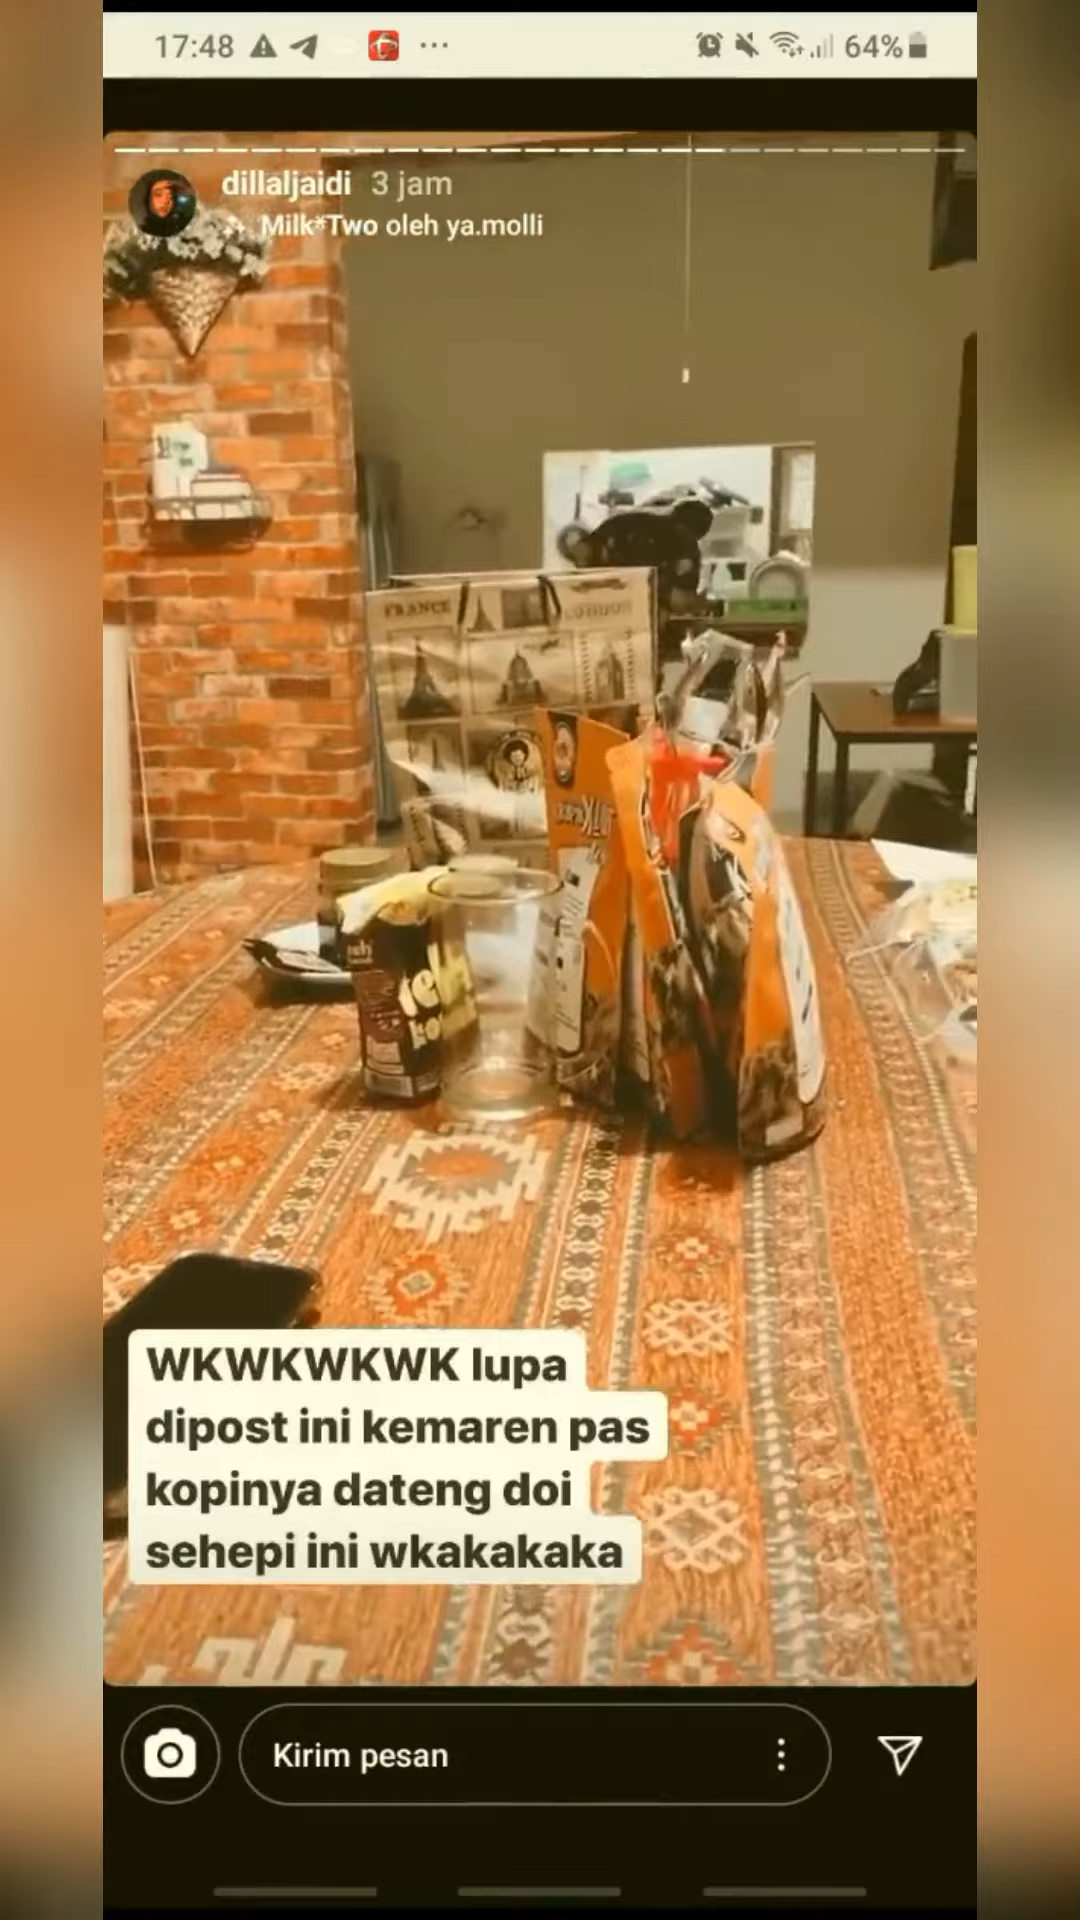 17:48
64%
dillaljaidi 3 jam
Milk*Two oleh ya.molli
FRANCE
LONDON
WKWKWKWK lupa
dipost ini kemaren pas
kopinya dateng doi
sehepi ini wkakakaka
Kirim pesan